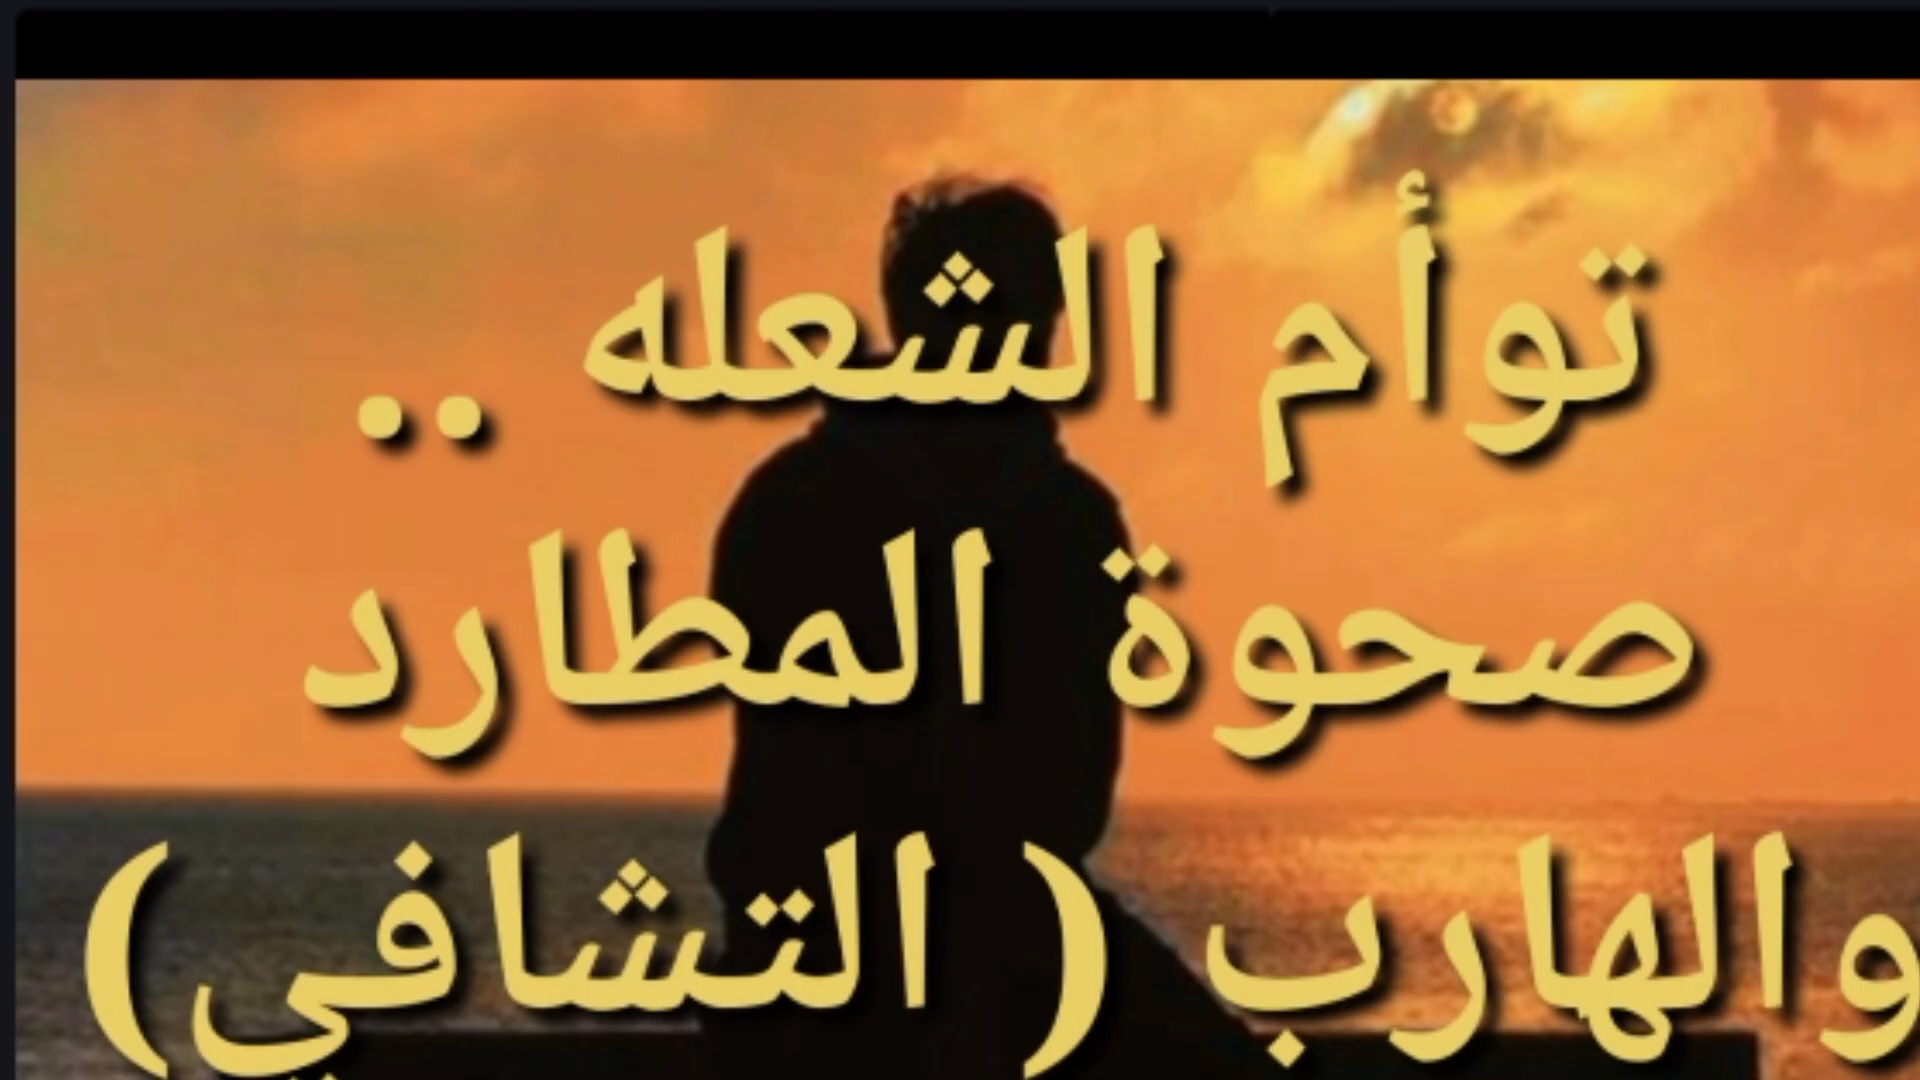 توأم الشعله ..
صحوة المطارد
والهارب ( التشافي)